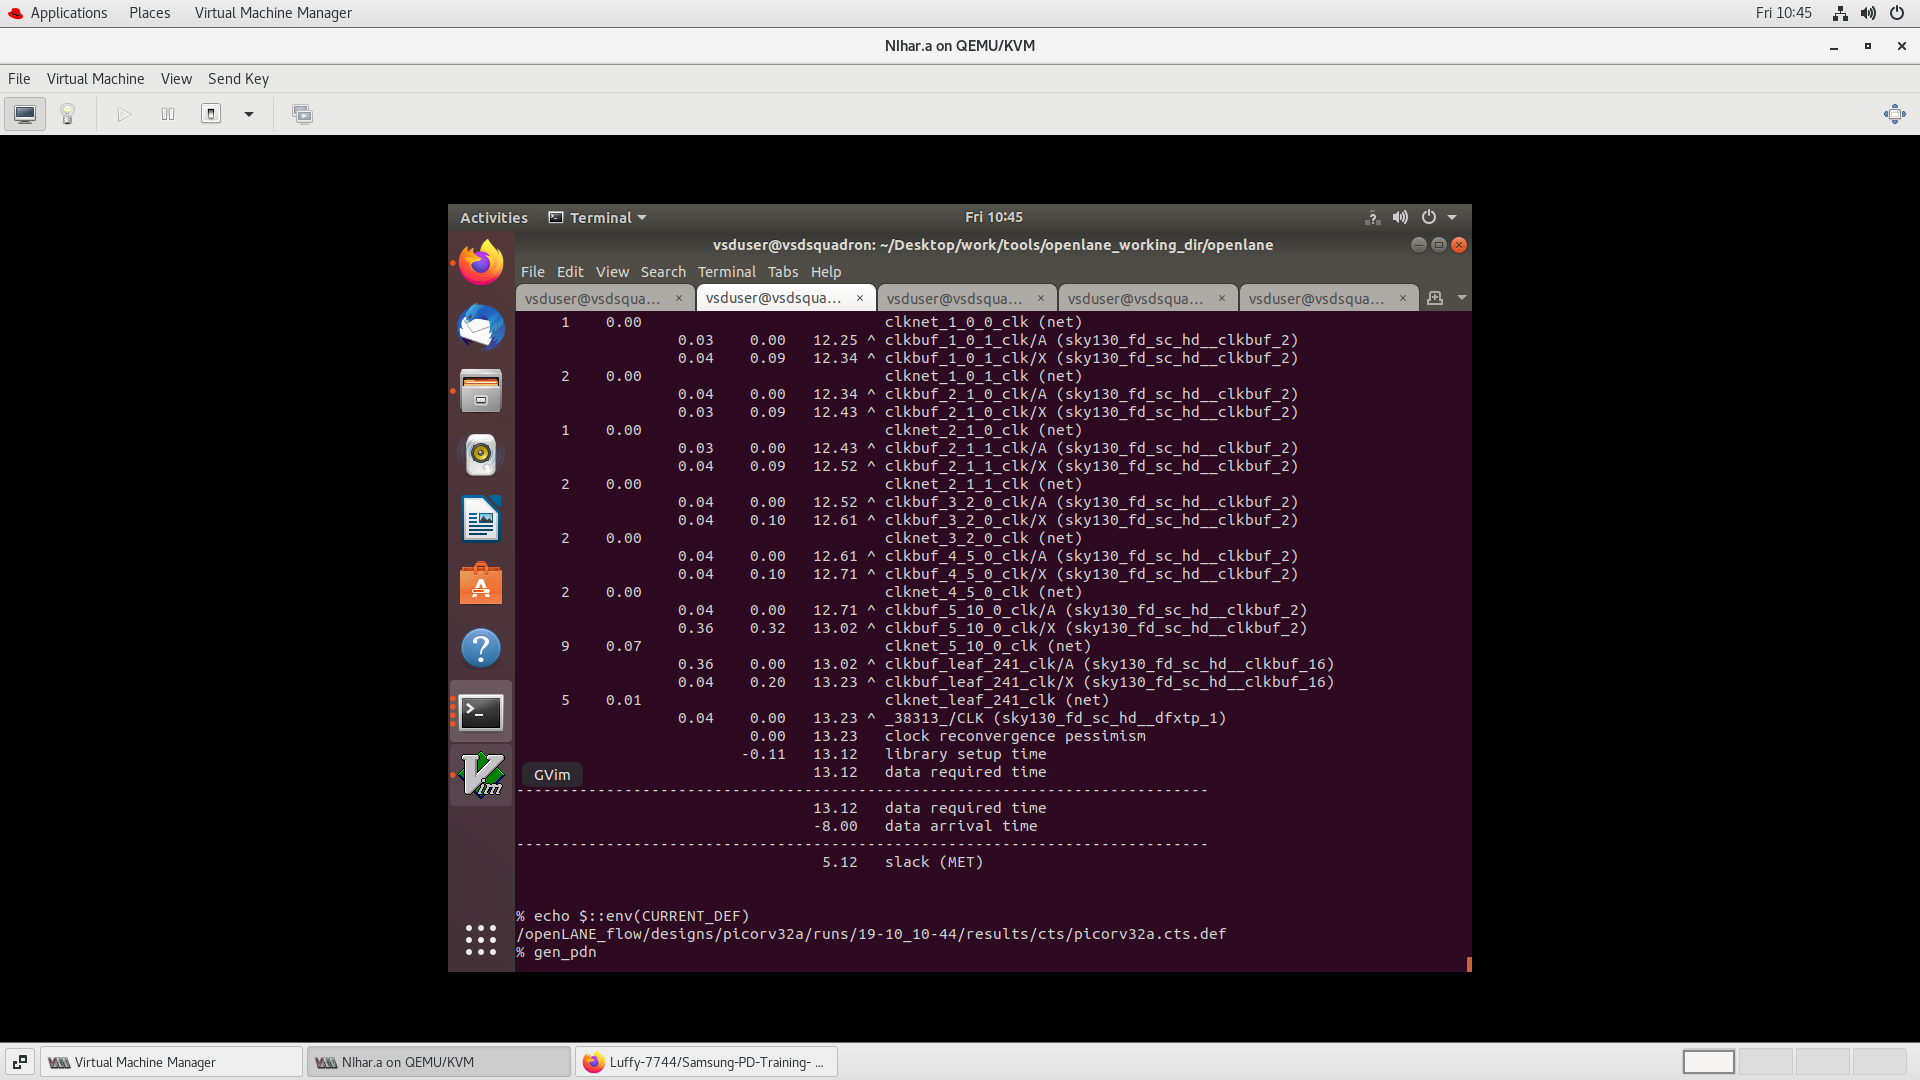 Applications Places Virtual Machine Manager Fri 10:45
NIhar.a on QEMU/KVM
File Virtual Machine View Send Key
Activities Terminal Fri 10:45
vsduser@vsdsquadron: ~/Desktop/work/tools/openlane_working_dir/openlane
File Edit View Search Terminal Tabs Help
vsduser@vsdsqua... × vsduser@vsdsqua... × vsduser@vsdsqua... × vsduser@vsdsqua... × vsduser@vsdsqua... ×
1 0.00 clknet_1_0_0_clk (net)
0.03 0.00 12.25 ^ clkbuf_1_0_1_clk/A (sky130_fd_sc_hd__clkbuf_2)
0.04 0.09 12.34 ^ clkbuf_1_0_1_clk/X (sky130_fd_sc_hd__clkbuf_2)
2 0.00 clknet_1_0_1_clk (net)
0.04 0.00 12.34 ^ clkbuf_2_1_0_clk/A (sky130_fd_sc_hd__clkbuf_2)
0.03 0.09 12.43 ^ clkbuf_2_1_0_clk/X (sky130_fd_sc_hd__clkbuf_2)
1 0.00 clknet_2_1_0_clk (net)
0.03 0.00 12.43 ^ clkbuf_2_1_1_clk/A (sky130_fd_sc_hd__clkbuf_2)
0.04 0.09 12.52 ^ clkbuf_2_1_1_clk/X (sky130_fd_sc_hd__clkbuf_2)
2 0.00 clknet_2_1_1_clk (net)
0.04 0.00 12.52 ^ clkbuf_3_2_0_clk/A (sky130_fd_sc_hd__clkbuf_2)
0.04 0.10 12.61 ^ clkbuf_3_2_0_clk/X (sky130_fd_sc_hd__clkbuf_2)
2 0.00 clknet_3_2_0_clk (net)
0.04 0.00 12.61 ^ clkbuf_4_5_0_clk/A (sky130_fd_sc_hd__clkbuf_2)
0.04 0.10 12.71 ^ clkbuf_4_5_0_clk/X (sky130_fd_sc_hd__clkbuf_2)
2 0.00 clknet_4_5_0_clk (net)
0.04 0.00 12.71 ^ clkbuf_5_10_0_clk/A (sky130_fd_sc_hd__clkbuf_2)
0.36 0.32 13.02 ^ clkbuf_5_10_0_clk/X (sky130_fd_sc_hd__clkbuf_2)
9 0.07 clknet_5_10_0_clk (net)
0.36 0.00 13.02 ^ clkbuf_leaf_241_clk/A (sky130_fd_sc_hd__clkbuf_16)
0.04 0.20 13.23 ^ clkbuf_leaf_241_clk/X (sky130_fd_sc_hd__clkbuf_16)
5 0.01 clknet_leaf_241_clk (net)
0.04 0.00 13.23 ^ _38313_/CLK (sky130_fd_sc_hd__dfxtp_1)
0.00 13.23 clock reconvergence pessimism
-0.11 13.12 library setup time
13.12 data required time
GVim
-----------------------------------------------------------------------------
13.12 data required time
-8.00 data arrival time
-----------------------------------------------------------------------------
5.12 slack (MET)
% echo $::env(CURRENT_DEF)
/openLANE_flow/designs/picorv32a/runs/19-10_10-44/results/cts/picorv32a.cts.def
% gen_pdn
Virtual Machine Manager NIhar.a on QEMU/KVM Luffy-7744/Samsung-PD-Training- ...